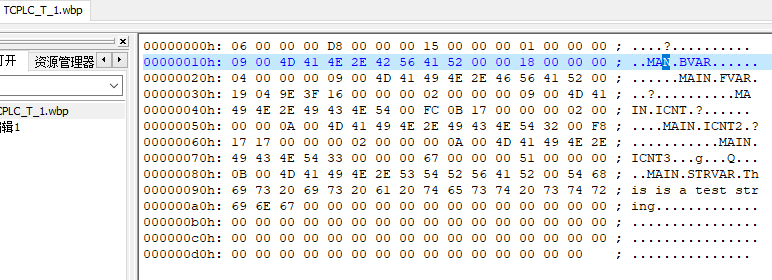 TCPLC_T_1.wbp
打开 资源管理器
CPLC_T_1.wbp
编辑1
00000000h: 06 00 00 00 D8 00 00 00 15 00 00 00 01 00 00 00 ; ....?...........
00000010h: 09 00 4D 41 4E 2E 42 56 41 52 00 00 18 00 00 00 ; ..MAN.BVAR......
00000020h: 04 00 00 00 09 00 4D 41 49 4E 2E 46 56 41 52 00 ; ......MAIN.FVAR.
00000030h: 19 04 9E 3F 16 00 00 00 02 00 00 00 09 00 4D 41 ; ..?..........MA
00000040h: 49 4E 2E 49 43 4E 54 00 FC 0B 17 00 00 00 02 00 ; IN.ICNT.?.......
00000050h: 00 00 0A 00 4D 41 49 4E 2E 49 43 4E 54 32 00 F8 ; ....MAIN.ICNT2.?
00000060h: 17 17 00 00 00 02 00 00 00 0A 00 4D 41 49 4E 2E ; ...........MAIN.
00000070h: 49 43 4E 54 33 00 00 00 67 00 00 00 51 00 00 00 ; ICNT3...g...Q...
00000080h: 0B 00 4D 41 49 4E 2E 53 54 52 56 41 52 00 54 68 ; ..MAIN.STRVAR.Th
00000090h: 69 73 20 69 73 20 61 20 74 65 73 74 20 73 74 72 ; is is a test str
000000a0h: 69 6E 67 00 00 00 00 00 00 00 00 00 00 00 00 00 ; ing.............
000000b0h: 00 00 00 00 00 00 00 00 00 00 00 00 00 00 00 00 ; ................
000000c0h: 00 00 00 00 00 00 00 00 00 00 00 00 00 00 00 00 ; ................
000000d0h: 00 00 00 00 00 00 00 00 00 00 00 00 00 00 00 ; ...............